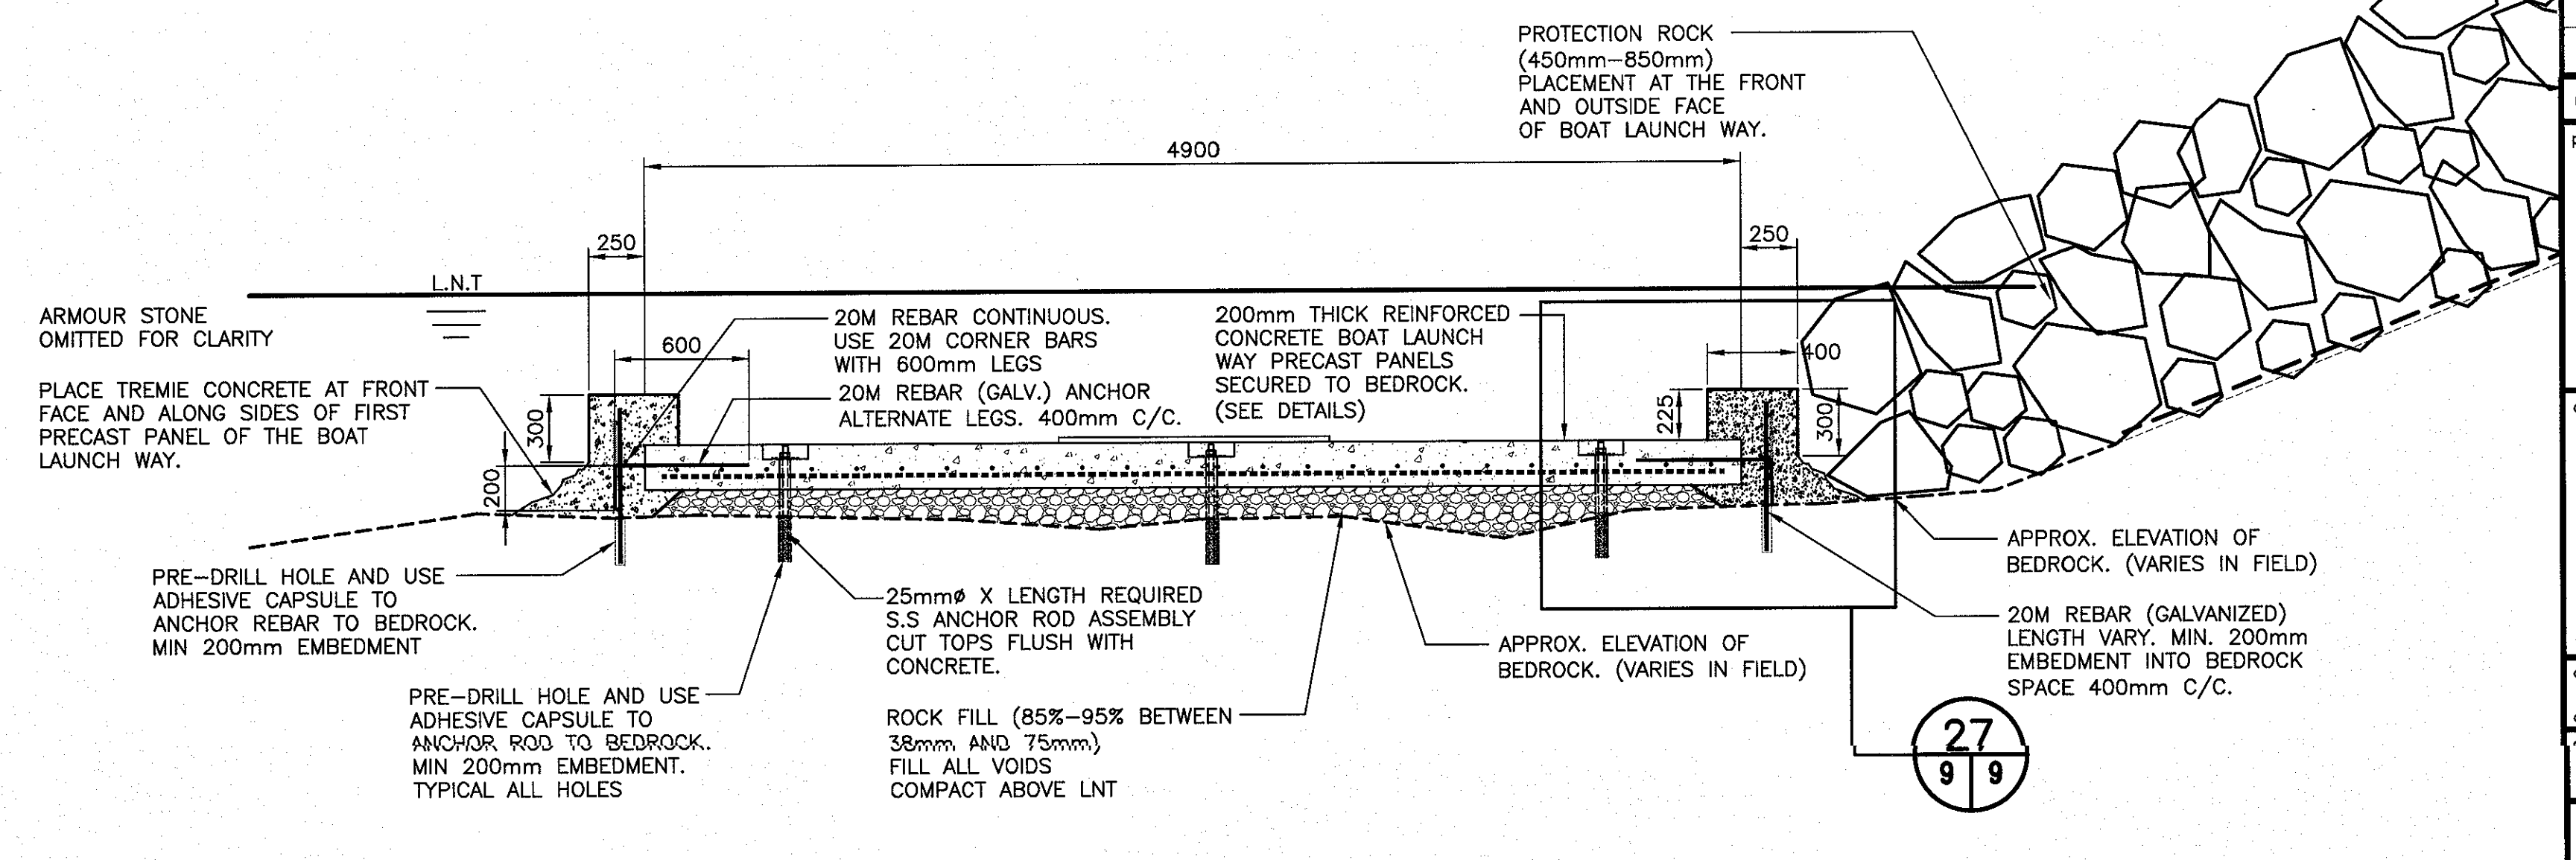 PROTECTION ROCK
(450mm-850mm)
PLACEMENT AT THE FRONT
AND OUTSIDE FACE
OF BOAT LAUNCH WAY.
4900
250
250
L.N.T
ARMOUR STONE
OMITTED FOR CLARITY
20M REBAR CONTINUOUS.
USE 20M CORNER BARS
WITH 600mm LEGS
600
200mm THICK REINFORCED
CONCRETE BOAT LAUNCH
WAY PRECAST PANELS
SECURED TO BEDROCK.
(SEE DETAILS)
400
PLACE TREMIE CONCRETE AT FRONT
FACE AND ALONG SIDES OF FIRST
PRECAST PANEL OF THE BOAT
LAUNCH WAY.
20M REBAR (GALV.) ANCHOR
ALTERNATE LEGS. 400mm C/C.
300
225
300
200
PRE-DRILL HOLE AND USE
ADHESIVE CAPSULE TO
ANCHOR REBAR TO BEDROCK.
MIN 200mm EMBEDMENT
25mmø X LENGTH REQUIRED
S.S ANCHOR ROD ASSEMBLY
CUT TOPS FLUSH WITH
CONCRETE.
APPROX. ELEVATION OF
BEDROCK. (VARIES IN FIELD)
APPROX. ELEVATION OF
BEDROCK. (VARIES IN FIELD)
20M REBAR (GALVANIZED)
LENGTH VARY. MIN. 200mm
EMBEDMENT INTO BEDROCK
SPACE 400mm C/C.
PRE-DRILL HOLE AND USE
ADHESIVE CAPSULE TO
ANCHOR ROD TO BEDROCK.
MIN 200mm EMBEDMENT.
TYPICAL ALL HOLES
ROCK FILL (85%-95% BETWEEN
38mm AND 75mm)
FILL ALL VOIDS
COMPACT ABOVE LNT
27
9 9